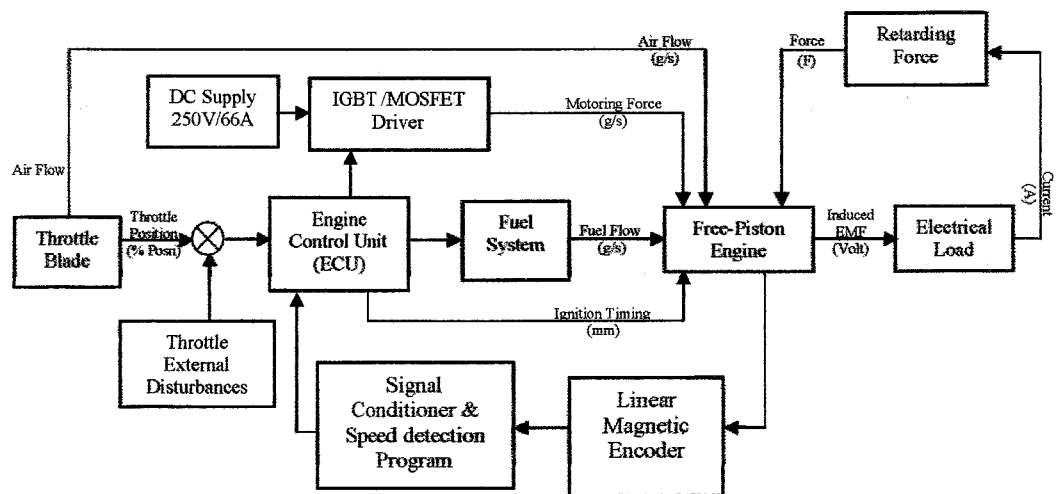 Air Flow
(g/s)
Force
(F)
Retarding
Force
DC Supply
250V/66A
IGBT /MOSFET
Driver
Motoring Force
(g/s)
Air Flow
Current
(A)
Throttle
Blade
Throttle
Position
(% Posn)
Engine
Control Unit
(ECU)
Fuel
System
Fuel Flow
(g/s)
Free-Piston
Engine
Induced
EMF
(Volt)
Electrical
Load
Ignition Timing
(mm)
Throttle
External
Disturbances
Signal
Conditioner &
Speed detection
Program
Linear
Magnetic
Encoder